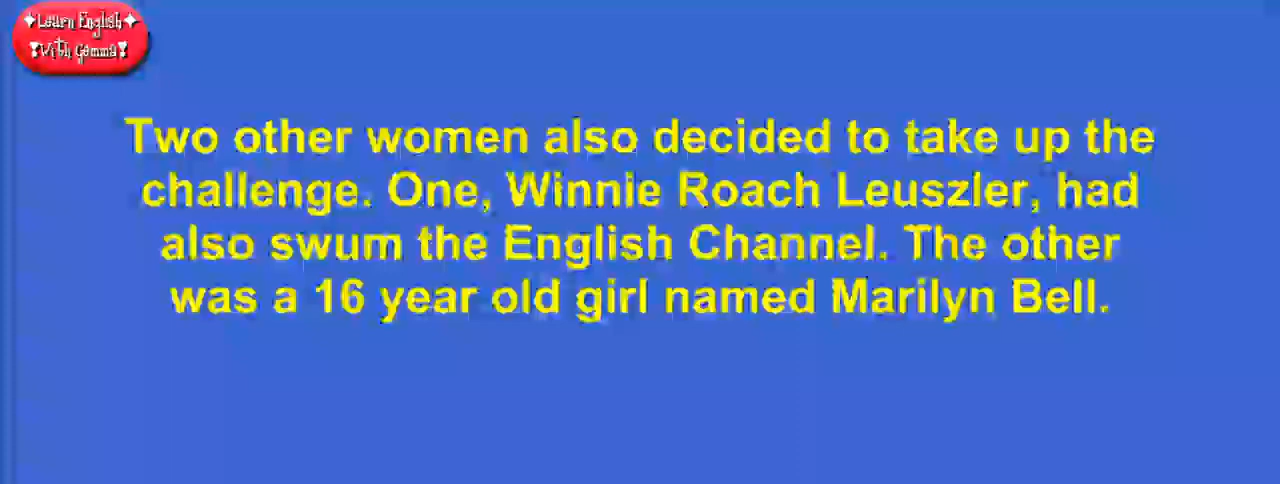 Learn English
With Gemma
Two other women also decided to take up the
challenge. One, Winnie Roach Leuszler, had
also swum the English Channel. The other
was a 16 year old girl named Marilyn Bell.